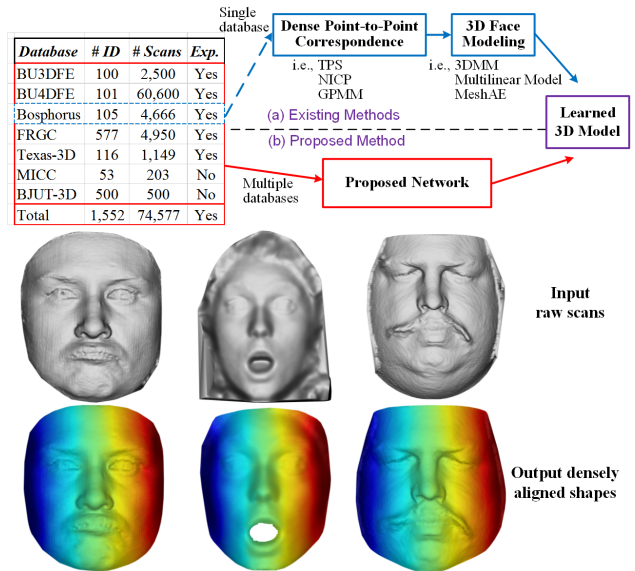 Single
database
Dense Point-to-Point
Correspondence
3D Face
Modeling
Database # ID # Scans Exp.
BU3DFE 100 2,500 Yes
BU4DFE 101 60,600 Yes
Bosphorus 105 4,666 Yes
FRGC 577 4,950 Yes
Texas-3D 116 1,149 Yes
MICC 53 203 No
BJUT-3D 500 500 No
Total 1,552 74,577 Yes
i.e., TPS
NICP
GPMM
i.e., 3DMM
Multilinear Model
MeshAE
(a) Existing Methods
(b) Proposed Method
Learned
3D Model
Multiple
databases
Proposed Network
Input
raw scans
Output densely
aligned shapes